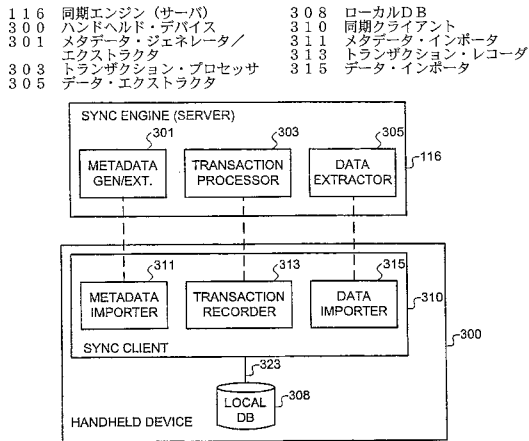 116 同期エンジン（サーバ）
300 ハンドヘルド・デバイス
301 メタデータ・ジェネレータ／
エクストラクタ
303 トランザクション・プロセッサ
305 データ・エクストラクタ
308 ローカルＤＢ
310 同期クライアント
311 メタデータ・インポータ
313 トランザクション・レコーダ
315 データ・インポータ
SYNC ENGINE (SERVER)
301
303
305
METADATA
GEN/EXT.
TRANSACTION
PROCESSOR
DATA
EXTRACTOR
116
311
313
315
METADATA
IMPORTER
TRANSACTION
RECORDER
DATA
IMPORTER
310
300
SYNC CLIENT
323
LOCAL
DB
308
HANDHELD DEVICE